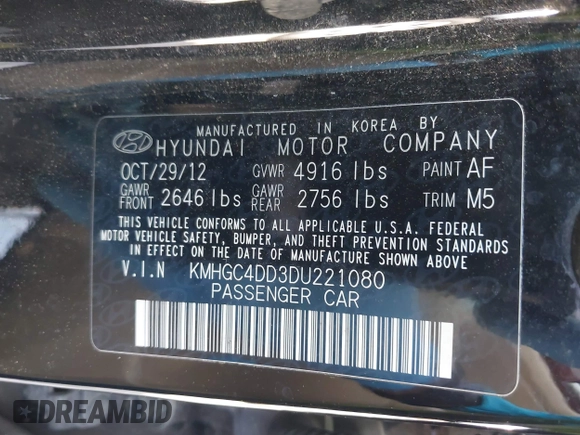 MANUFACTURED IN KOREA BY
HYUNDAI MOTOR COMPANY
OCT/29/12 GVWR 4916 lbs PAINT AF
GAWR FRONT 2646 lbs GAWR REAR 2756 lbs TRIM M5
THIS VEHICLE CONFORMS TO ALL APPLICABLE U.S.A. FEDERAL
MOTOR VEHICLE SAFETY, BUMPER, AND THEFT PREVENTION STANDARDS
IN EFFECT ON THE DATE OF MANUFACTURE SHOWN ABOVE.
V.I.N KMHGC4DD3DU221080
PASSENGER CAR
DREAMBID